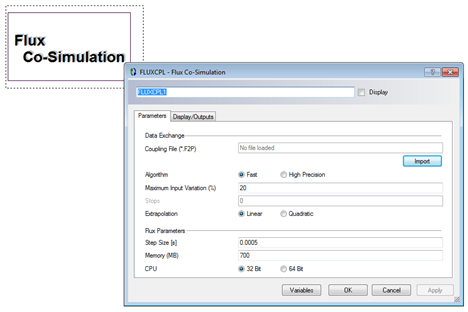 Flux
Co-Simulation
FLUXCPL - Flux Co-Simulation
FLUXCPL1
Display
Parameters Display/Outputs
Data Exchange
Coupling File (*.F2P) No file loaded
Import
Algorithm Fast High Precision
Maximum Input Variation (%) 20
Steps 0
Extrapolation Linear Quadratic
Flux Parameters
Step Size [s] 0.0005
Memory (MB) 700
CPU 32 Bit 64 Bit
Variables OK Cancel Apply